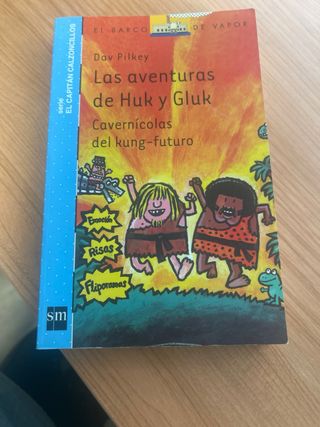 EL BARCO DE VAPOR
Dav Pilkey
Las aventuras
de Huk y Gluk
Cavernícolas
del kung-futuro
serie
EL CAPITÁN CALZONCILLOS
Emoción
Risas
Fliporamas
sm